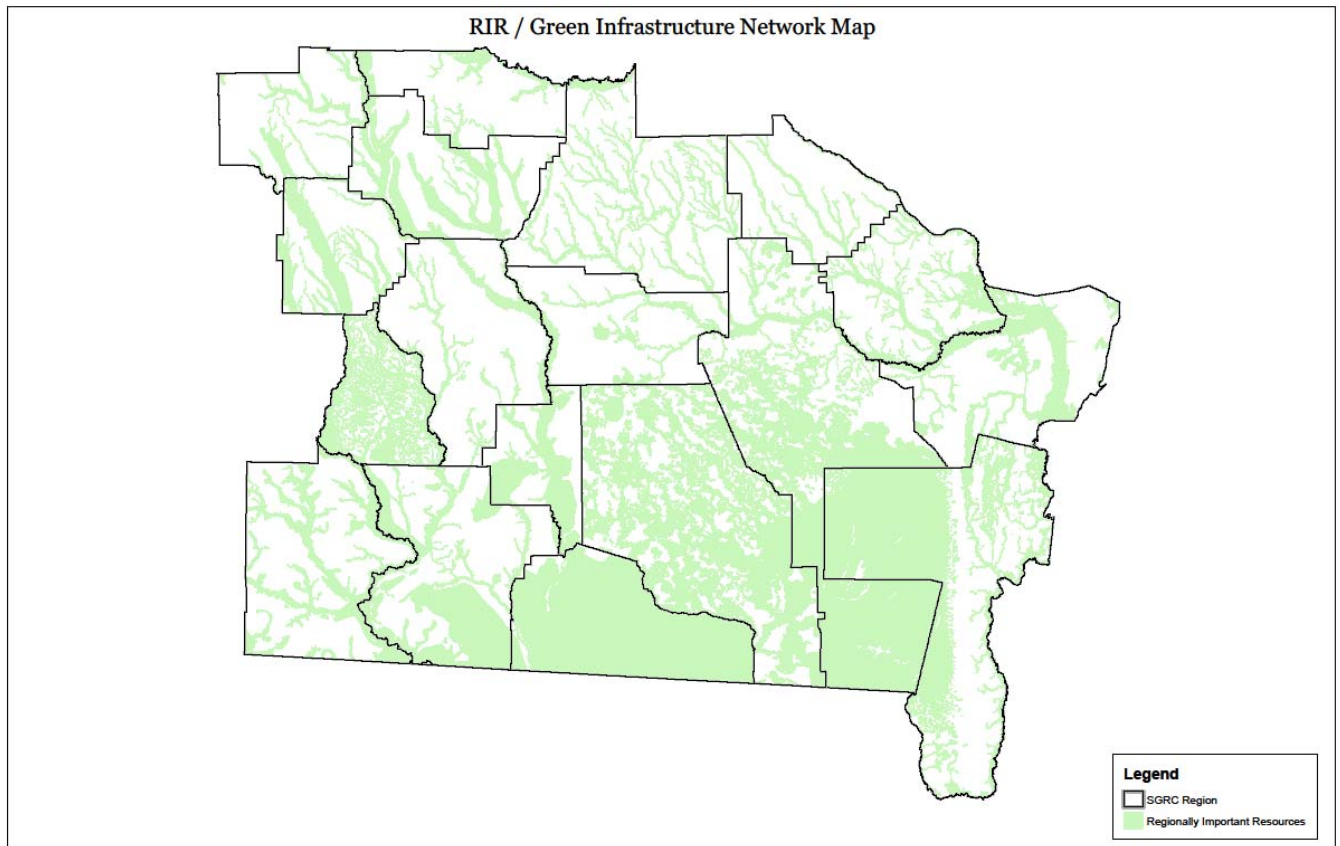 RIR / Green Infrastructure Network Map
Legend
SGRC Region
Regionally Important Resources